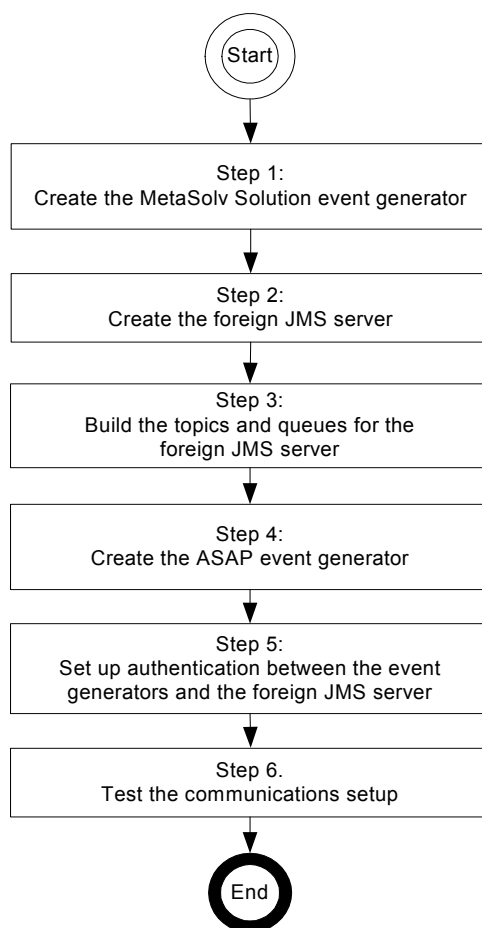 Start
Step 1:
Create the MetaSolv Solution event generator
Step 2:
Create the foreign JMS server
Step 3:
Build the topics and queues for the
foreign JMS server
Step 4:
Create the ASAP event generator
Step 5:
Set up authentication between the event
generators and the foreign JMS server
Step 6.
Test the communications setup
End